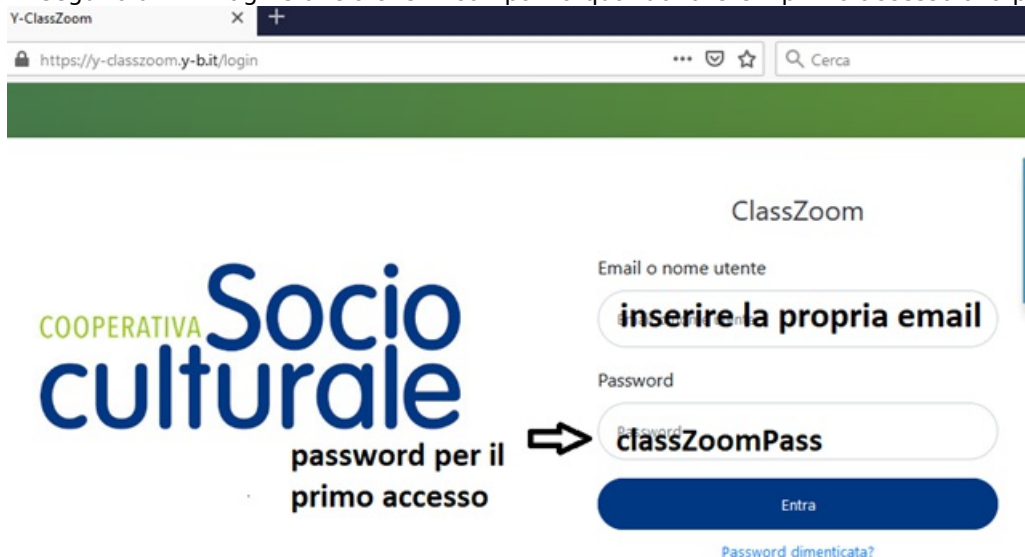 Y-ClassZoom
https://y-classzoom.y-b.it/login
Cerca
ClassZoom
Email o nome utente
inserire la propria email
COOPERATIVA Socio
culturale
Password
Password
classZoomPass
password per il
primo accesso
Entra
Password dimenticata?